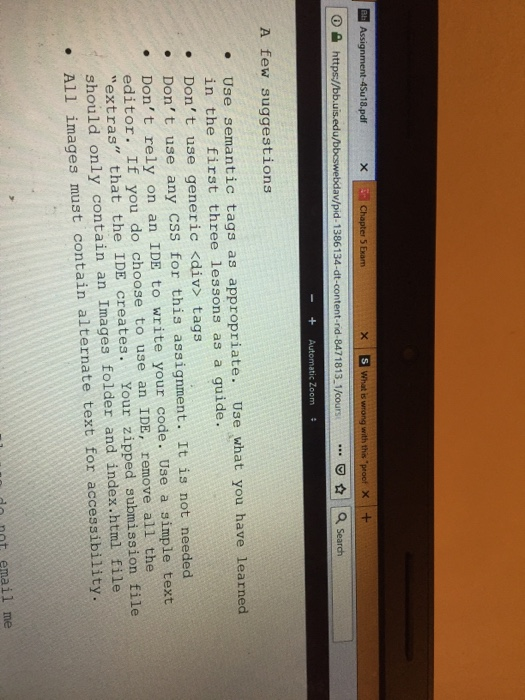 Assignment-4Su18.pdf X Chapter 5 Exam X S What is wrong with this "proof X +
https://bb.uis.edu/bbcswebdav/pid-1386134-dt-content-rid-8471813_1/cours ... Search
− + Automatic Zoom
A few suggestions
• Use semantic tags as appropriate. Use what you have learned
in the first three lessons as a guide.
• Don't use generic <div> tags
• Don't use any CSS for this assignment. It is not needed
• Don't rely on an IDE to write your code. Use a simple text
editor. If you do choose to use an IDE, remove all the
"extras" that the IDE creates. Your zipped submission file
should only contain an Images folder and index.html file
• All images must contain alternate text for accessibility.
do not email me